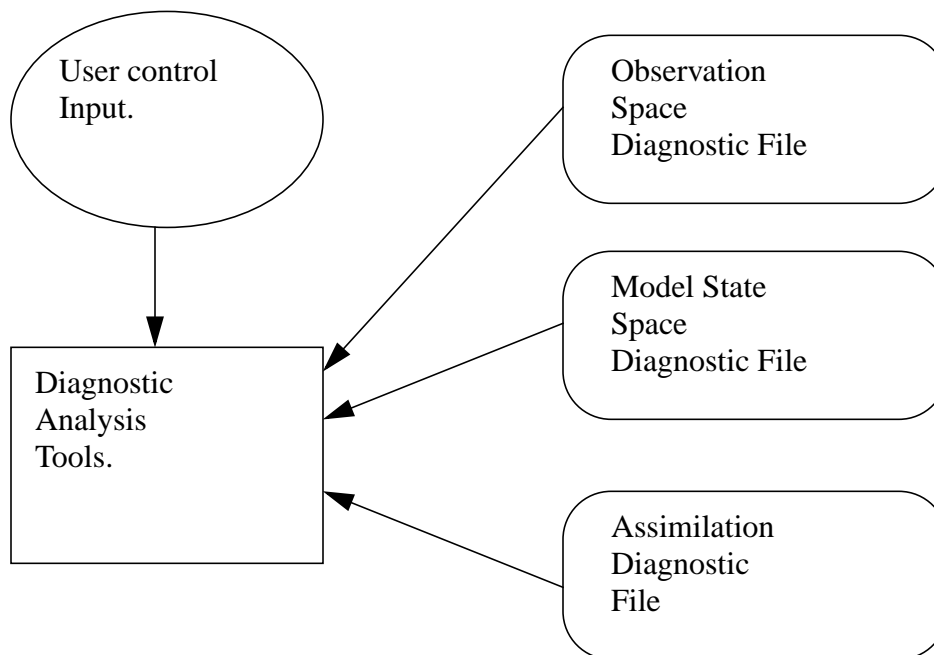 User control
Input.
Observation
Space
Diagnostic File
Model State
Space
Diagnostic File
Diagnostic
Analysis
Tools.
Assimilation
Diagnostic
File